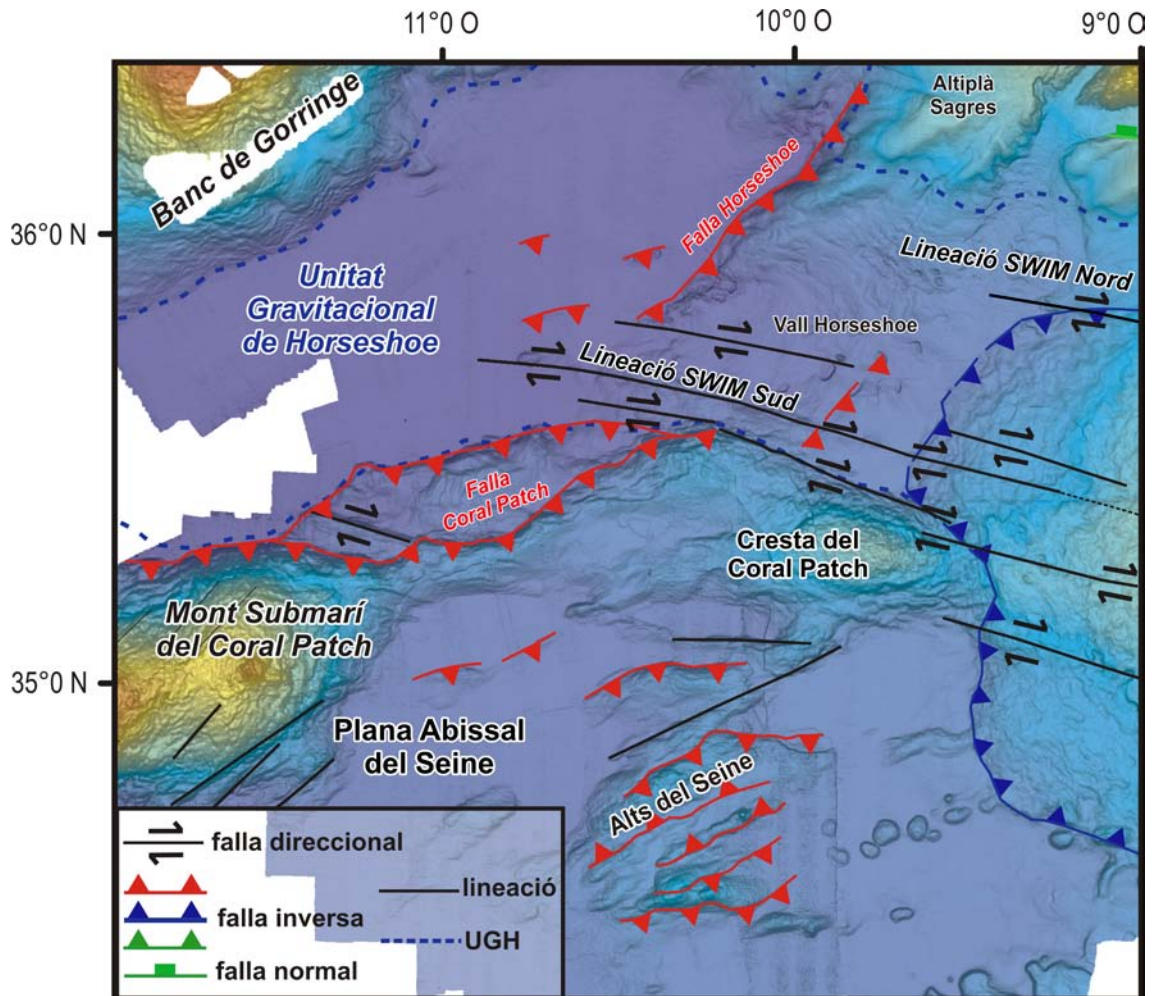 11°0 O
10°0 O
9°0 O
Banc de Gorringe
Altiplà
Sagres
Falla Horseshoe
36°0 N
Lineació SWIM Nord
Unitat
Gravitacional
de Horseshoe
Vall Horseshoe
Lineació SWIM Sud
Falla
Coral Patch
Cresta del
Coral Patch
Mont Submarí
del Coral Patch
35°0 N
Plana Abissal
del Seine
Alts del Seine
falla direccional
lineació
falla inversa
UGH
falla normal